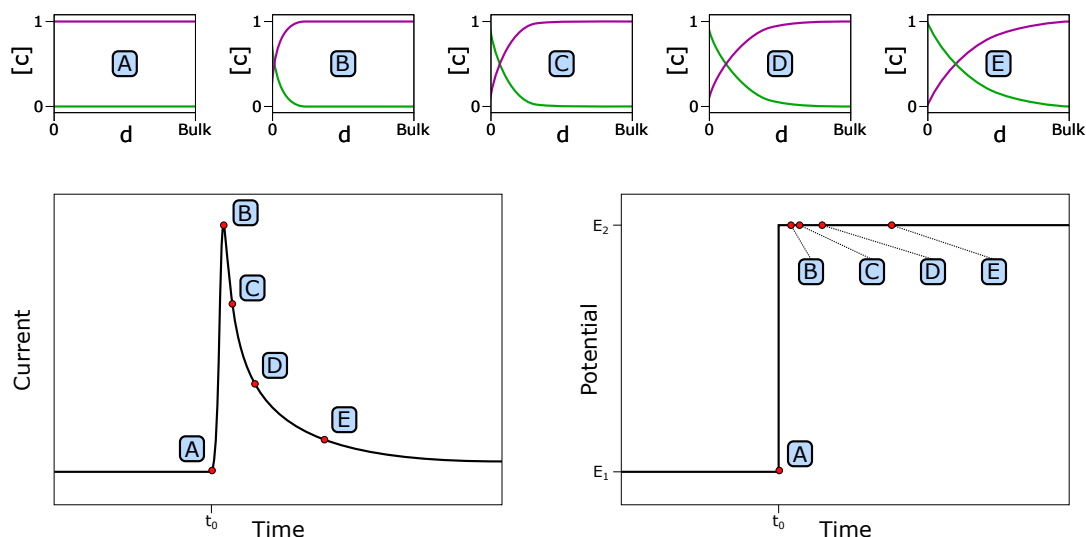 1
[c]
0
A
0
Bulk
d
1
[c]
0
B
0
Bulk
d
1
[c]
0
C
0
Bulk
d
1
[c]
0
D
0
Bulk
d
1
[c]
0
E
0
Bulk
d
Current
A
B
C
D
E
t₀
Time
Potential
E₂
E₁
B
C
D
E
A
t₀
Time